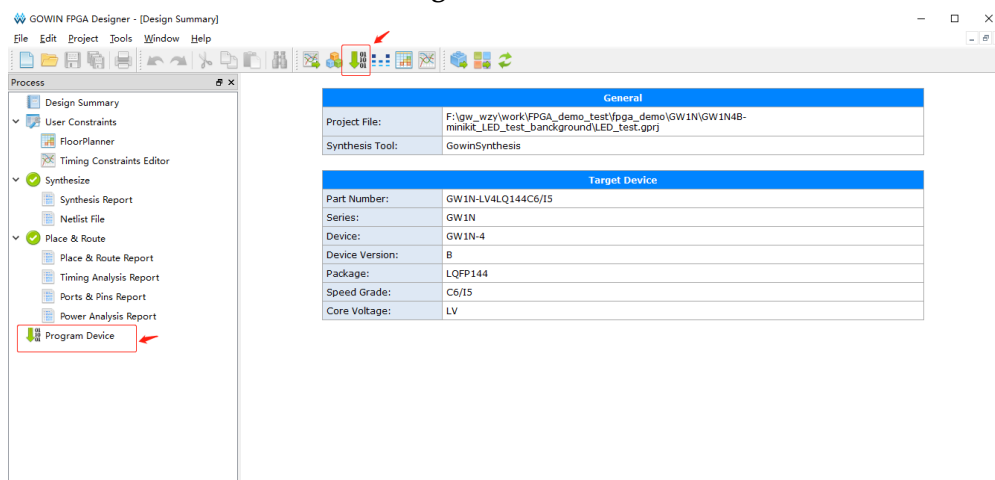 GOWIN FPGA Designer - [Design Summary]
File Edit Project Tools Window Help
Process
Design Summary
User Constraints
FloorPlanner
Timing Constraints Editor
Synthesize
Synthesis Report
Netlist File
Place & Route
Place & Route Report
Timing Analysis Report
Ports & Pins Report
Power Analysis Report
Program Device
General
Project File: F:\gw_wzy\work\FPGA_demo_test\fpga_demo\GW1N\GW1N4B-
minikit_LED_test_banckground\LED_test.gprj
Synthesis Tool: GowinSynthesis
Target Device
Part Number: GW1N-LV4LQ144C6/I5
Series: GW1N
Device: GW1N-4
Device Version: B
Package: LQFP144
Speed Grade: C6/I5
Core Voltage: LV